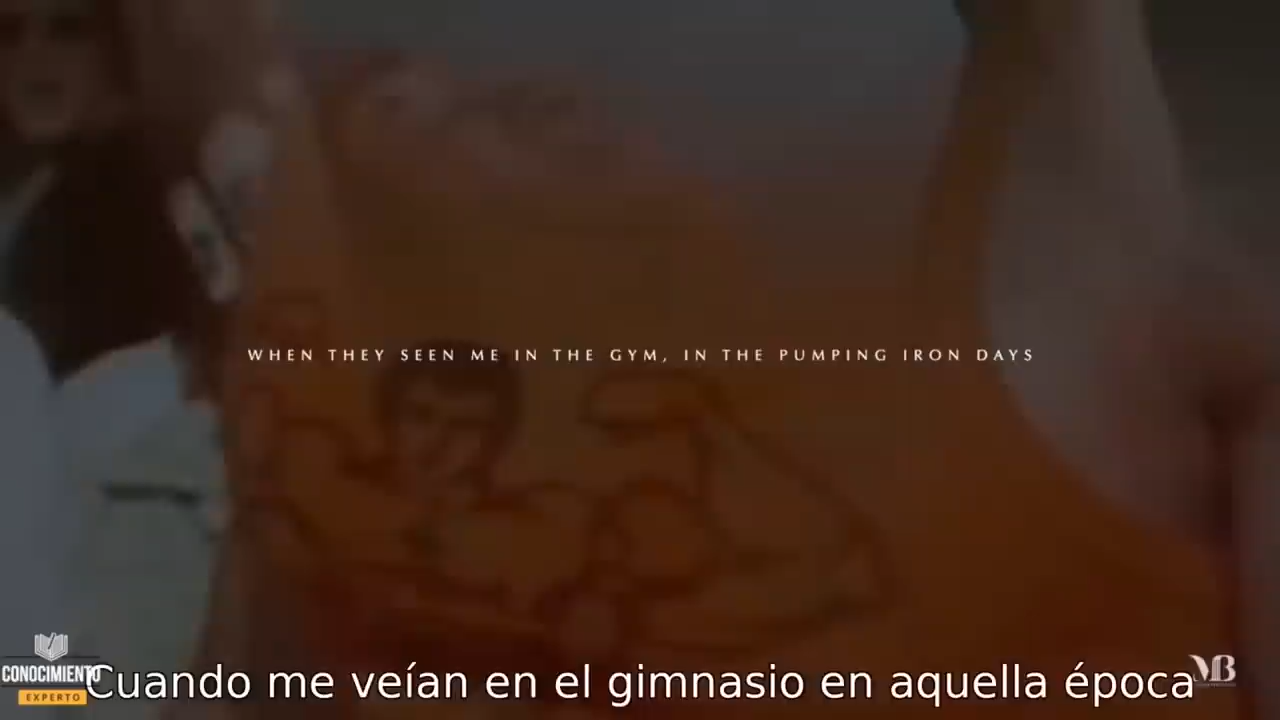 WHEN THEY SEEN ME IN THE GYM, IN THE PUMPING IRON DAYS
CONOCIMIENTO
EXPERTO
Cuando me veían en el gimnasio en aquella época
MB